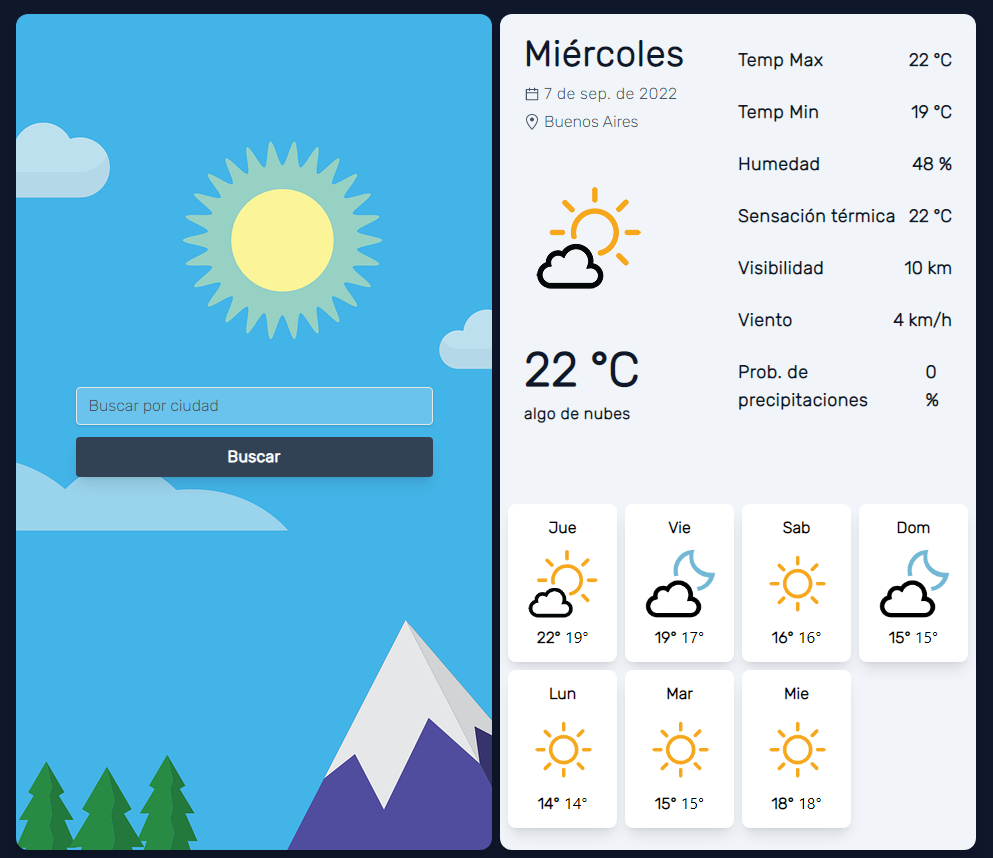 Buscar por ciudad
Buscar
Miércoles
7 de sep. de 2022
Buenos Aires
22 °C
algo de nubes
Temp Max 22 °C
Temp Min 19 °C
Humedad 48 %
Sensación térmica 22 °C
Visibilidad 10 km
Viento 4 km/h
Prob. de 0
precipitaciones %
Jue
22° 19°
Vie
19° 17°
Sab
16° 16°
Dom
15° 15°
Lun
14° 14°
Mar
15° 15°
Mie
18° 18°